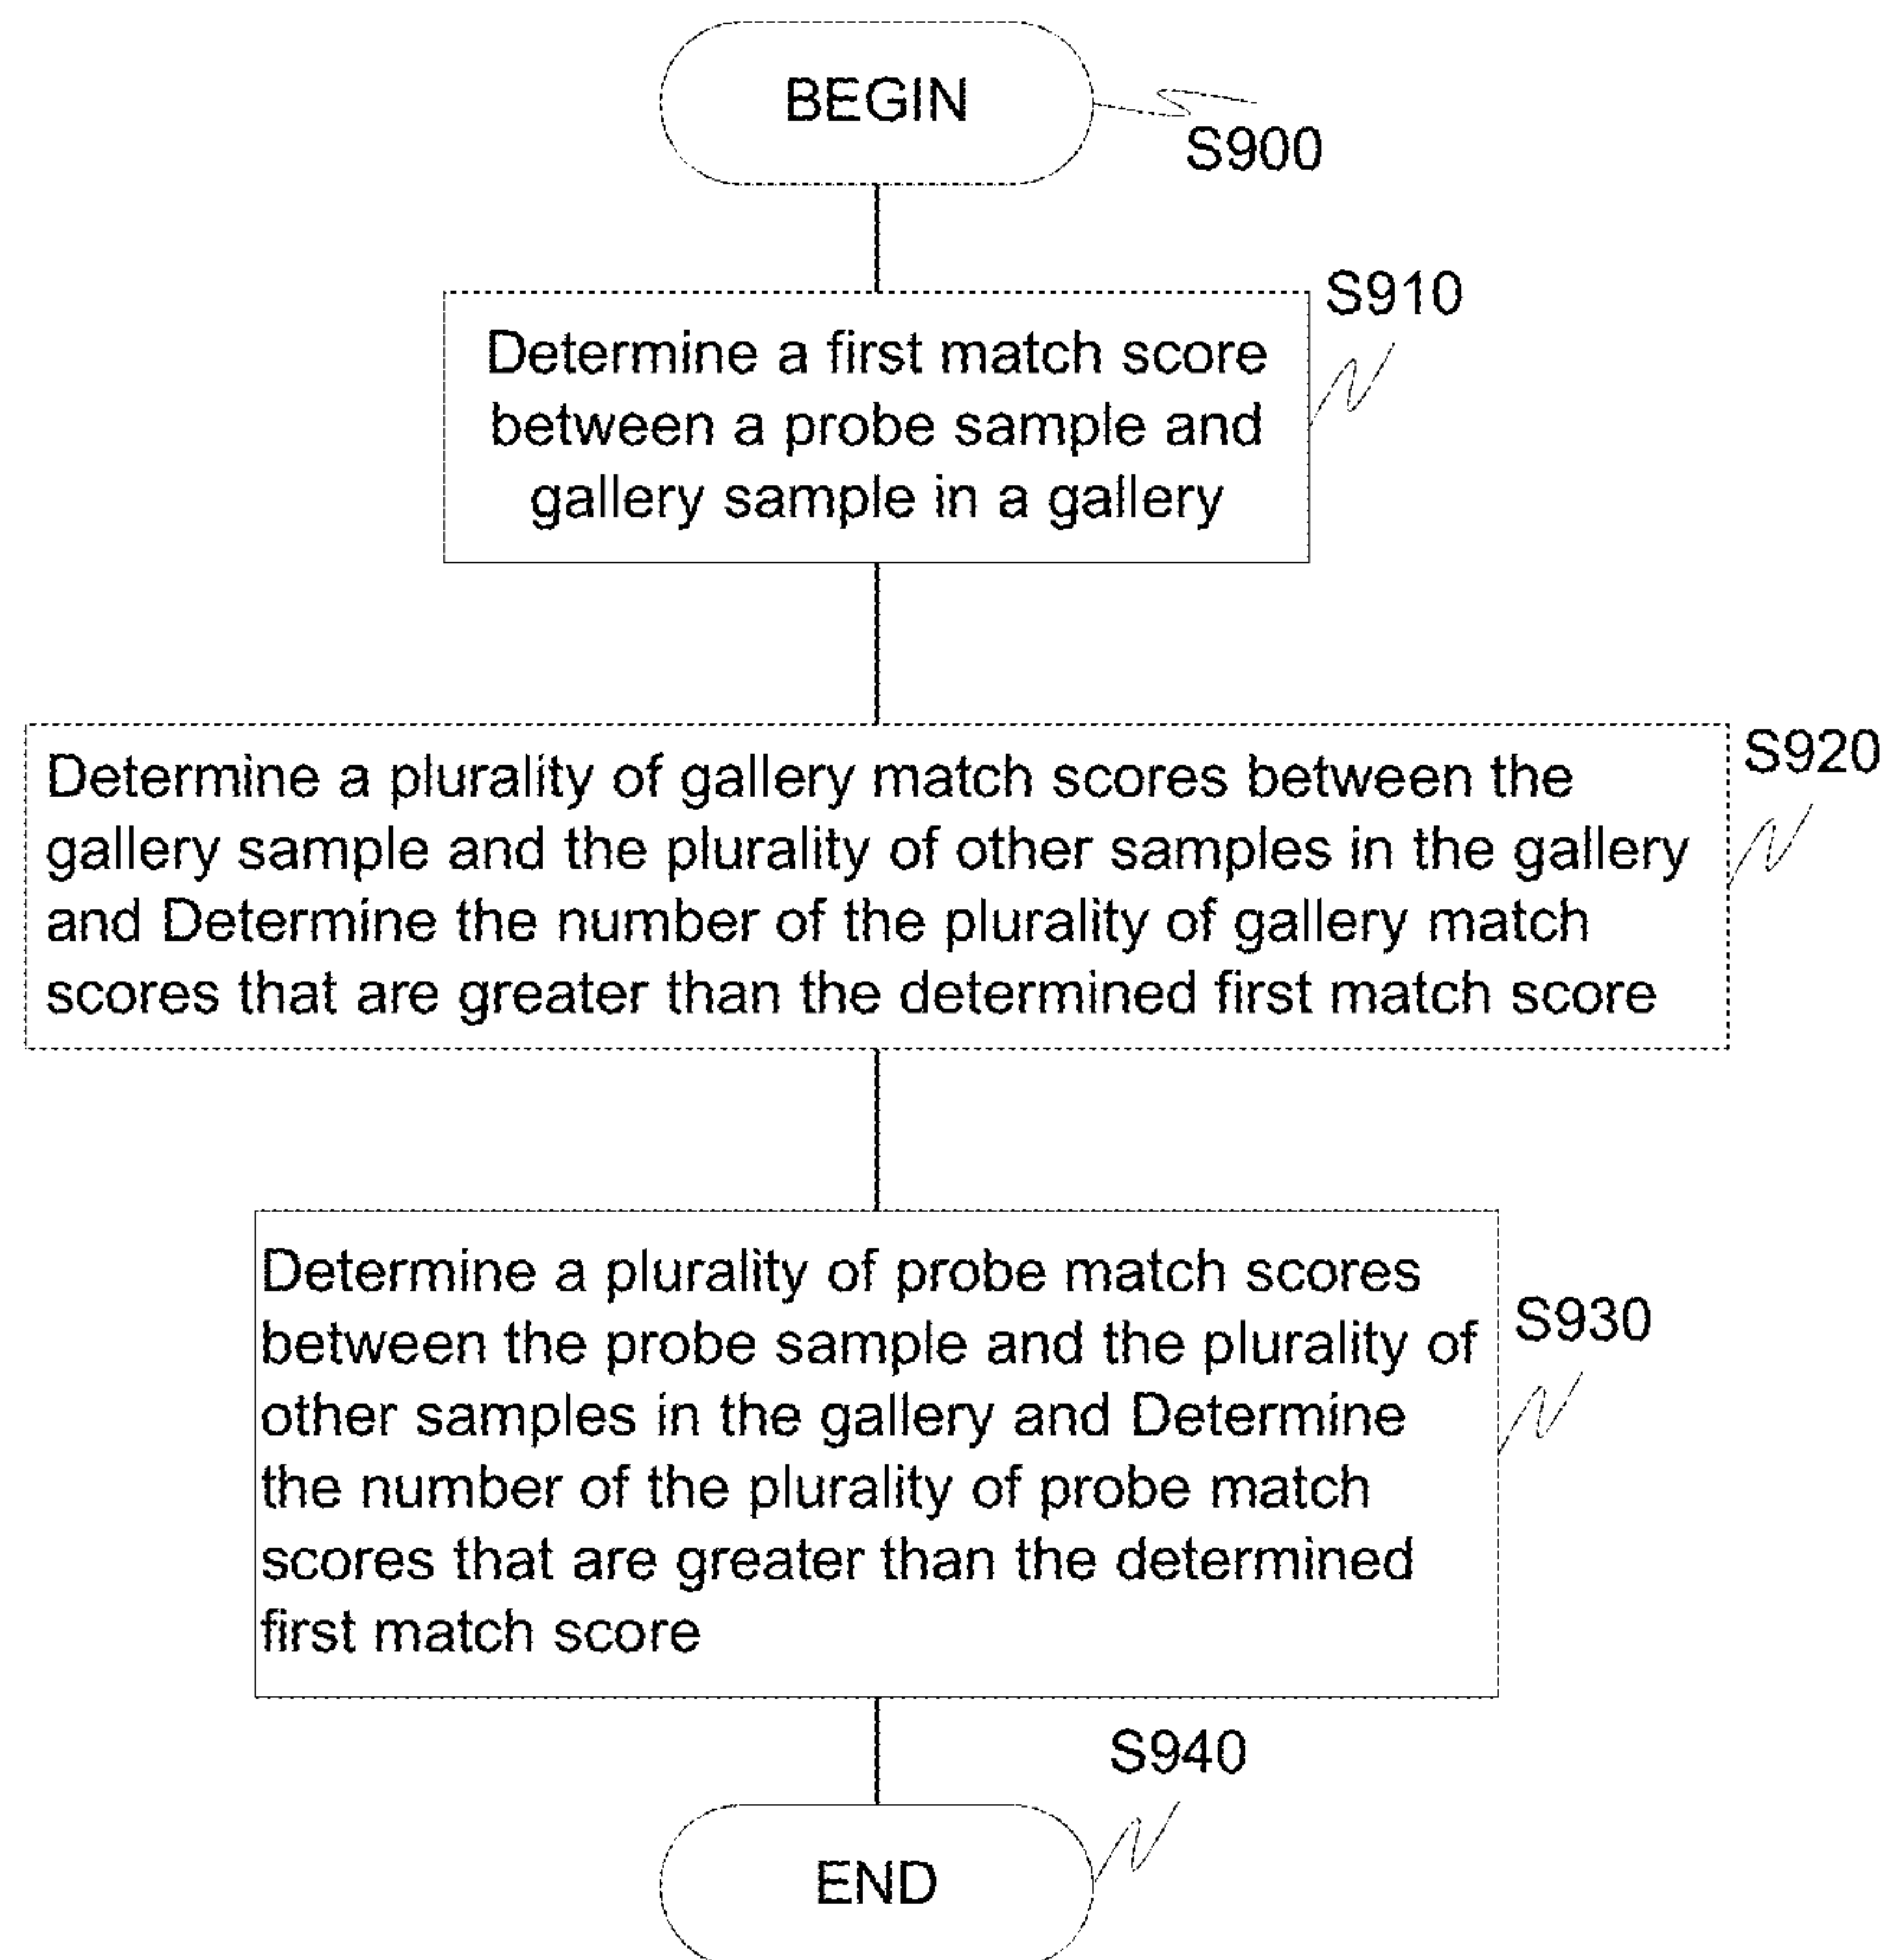 BEGIN
S900
S910
Determine a first match score
between a probe sample and
gallery sample in a gallery
S920
Determine a plurality of gallery match scores between the
gallery sample and the plurality of other samples in the gallery
and Determine the number of the plurality of gallery match
scores that are greater than the determined first match score
Determine a plurality of probe match scores
between the probe sample and the plurality of
other samples in the gallery and Determine
the number of the plurality of probe match
scores that are greater than the determined
first match score
S930
S940
END